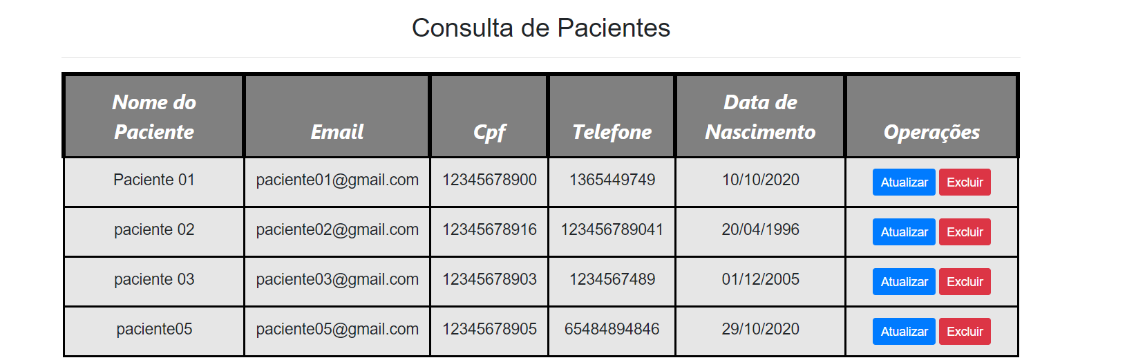 Consulta de Pacientes
Nome do Paciente Email Cpf Telefone Data de Nascimento Operações
Paciente 01 paciente01@gmail.com 12345678900 1365449749 10/10/2020 Atualizar Excluir
paciente 02 paciente02@gmail.com 12345678916 123456789041 20/04/1996 Atualizar Excluir
paciente 03 paciente03@gmail.com 12345678903 1234567489 01/12/2005 Atualizar Excluir
paciente05 paciente05@gmail.com 12345678905 65484894846 29/10/2020 Atualizar Excluir